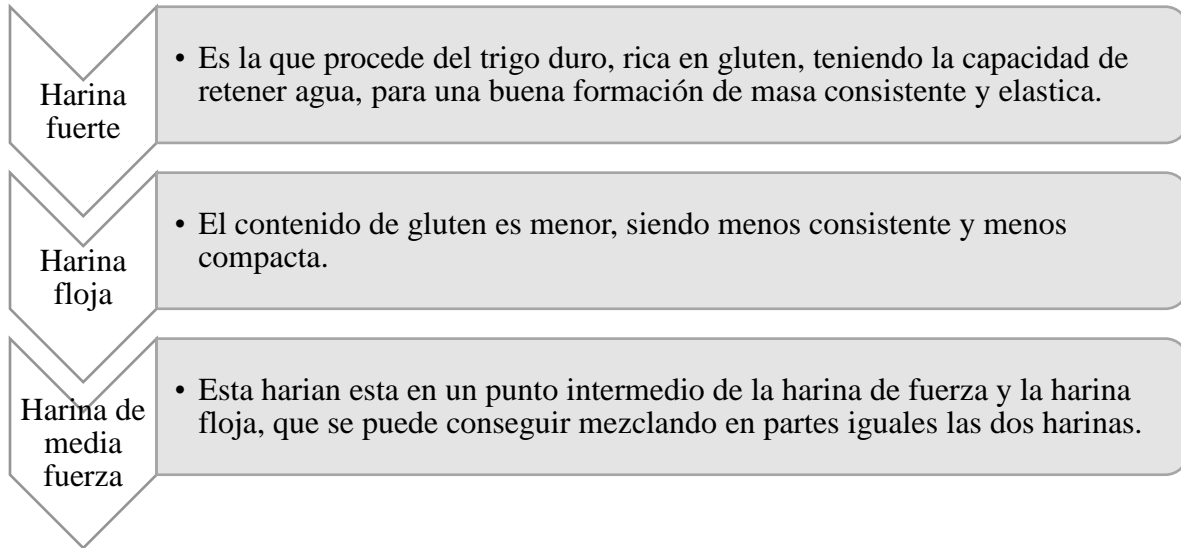 Harina
fuerte
• Es la que procede del trigo duro, rica en gluten, teniendo la capacidad de
retener agua, para una buena formación de masa consistente y elastica.
Harina
floja
• El contenido de gluten es menor, siendo menos consistente y menos
compacta.
Harina de
media
fuerza
• Esta harian esta en un punto intermedio de la harina de fuerza y la harina
floja, que se puede conseguir mezclando en partes iguales las dos harinas.